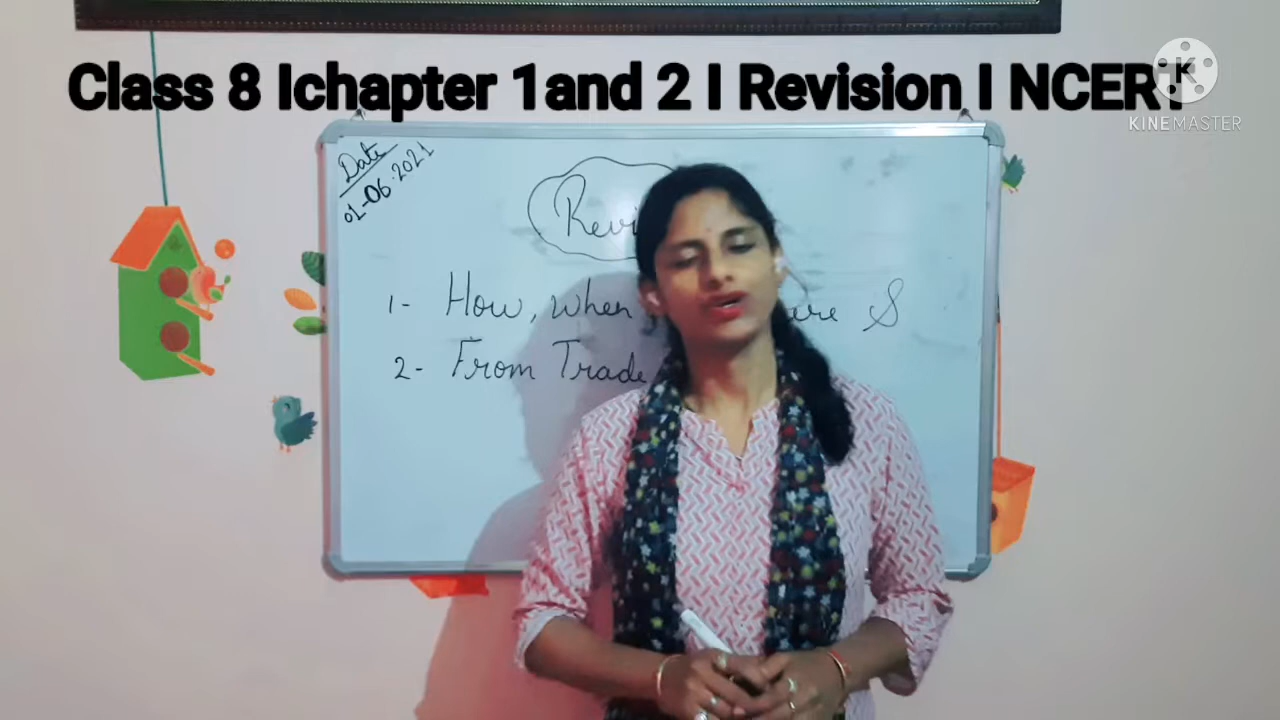 Class 8 Ichapter 1and 2 I Revision I NCERT
KINEMASTER
Date
01-06-2021
1- How, when
2- From Trade